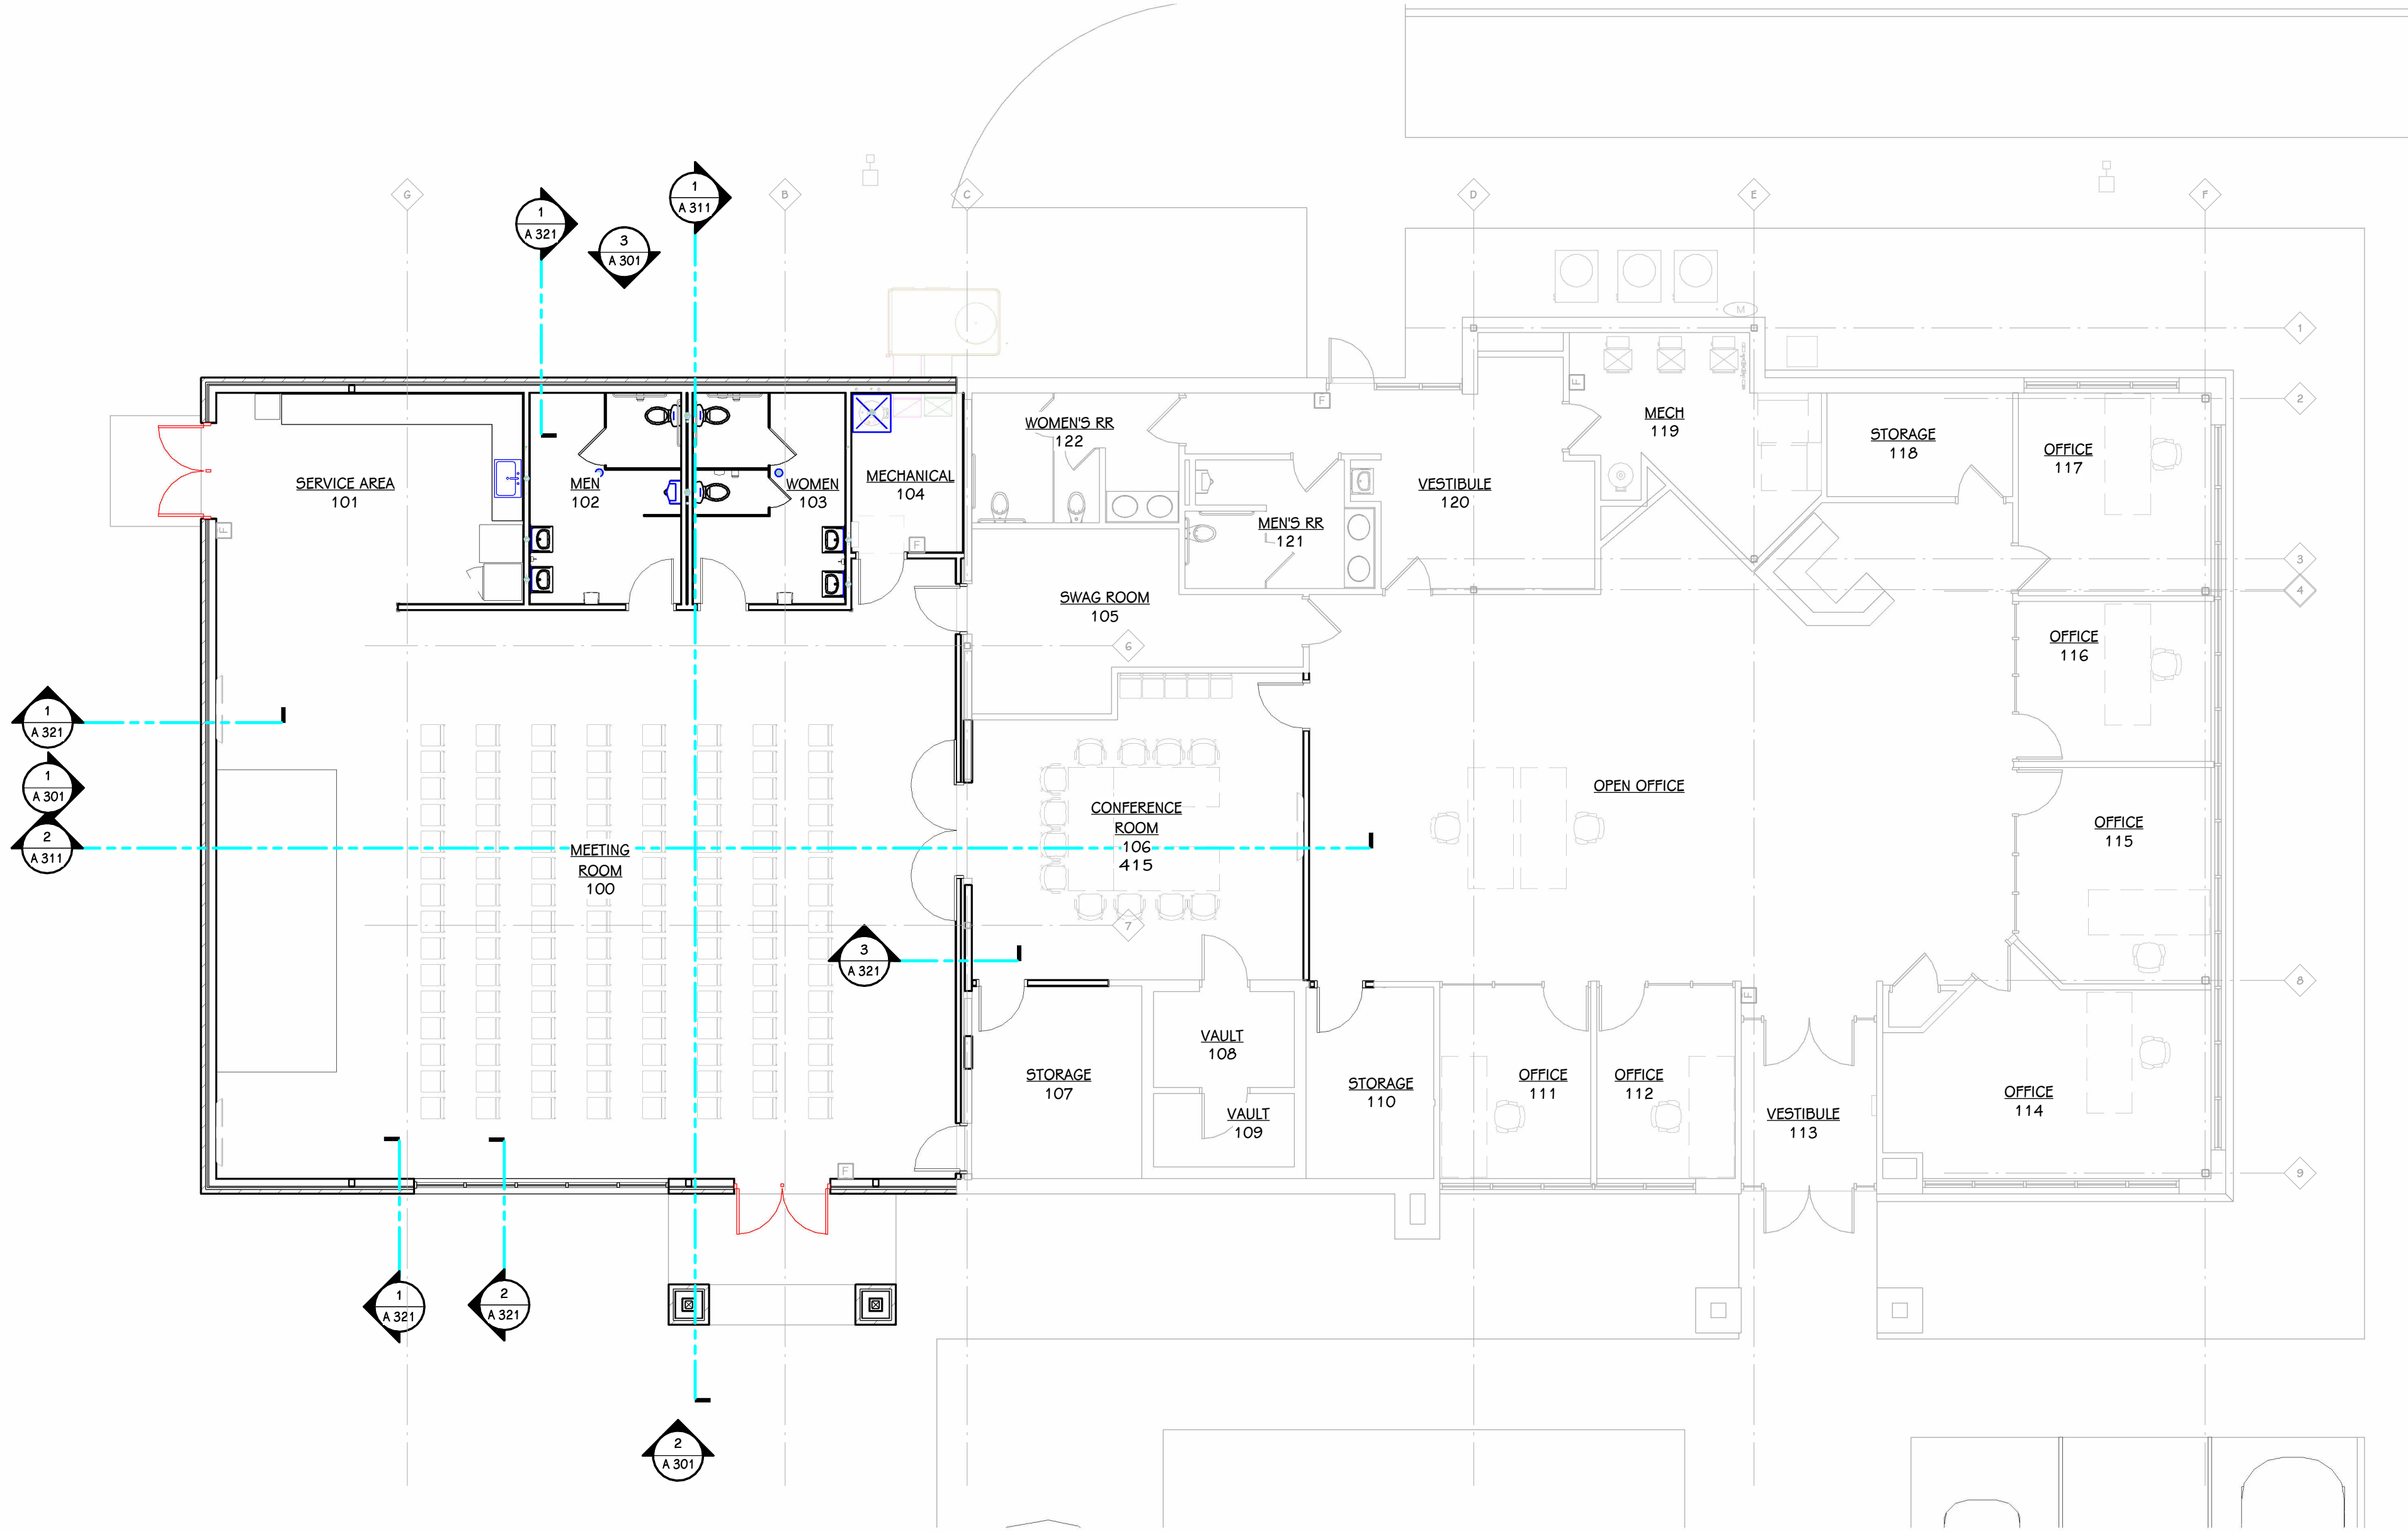 1
A 311
G
B
C
D
E
F
1
A 321
3
A 301
M
1
F
F
2
WOMEN'S RR
122
MECH
119
STORAGE
118
OFFICE
117
SERVICE AREA
101
MEN
102
WOMEN
103
MECHANICAL
104
VESTIBULE
120
MEN'S RR
121
F
F
3
4
SWAG ROOM
105
OFFICE
116
6
1
A 321
1
A 301
2
A 311
OPEN OFFICE
CONFERENCE
ROOM
106
415
MEETING
ROOM
100
OFFICE
115
7
3
A 321
8
F
VAULT
108
STORAGE
107
STORAGE
110
OFFICE
111
OFFICE
112
OFFICE
114
VAULT
109
VESTIBULE
113
F
9
1
A 321
2
A 321
2
A 301